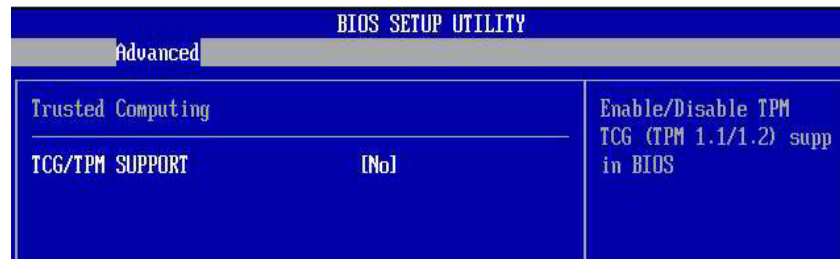 BIOS SETUP UTILITY
Advanced
Trusted Computing
TCG/TPM SUPPORT [No]
Enable/Disable TPM
TCG (TPM 1.1/1.2) supp
in BIOS